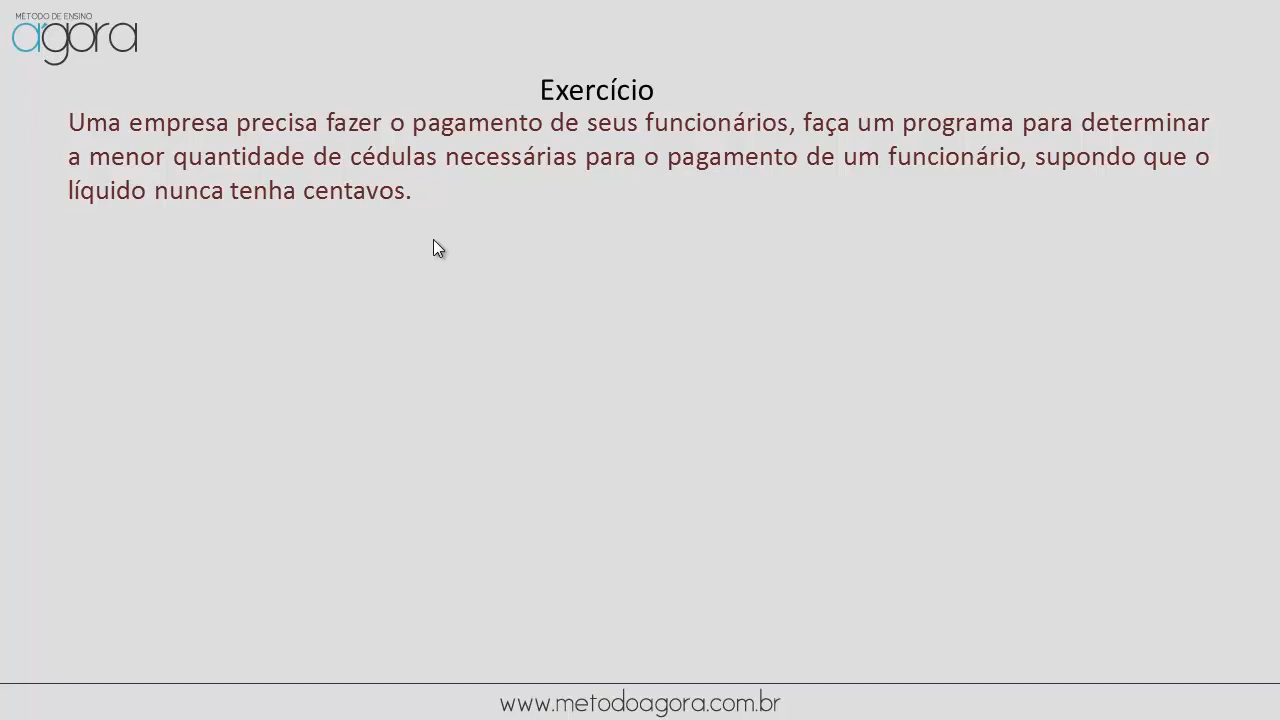 MÉTODO DE ENSINO
agora
Exercício
Uma empresa precisa fazer o pagamento de seus funcionários, faça um programa para determinar
a menor quantidade de cédulas necessárias para o pagamento de um funcionário, supondo que o
líquido nunca tenha centavos.
www.metodoagora.com.br